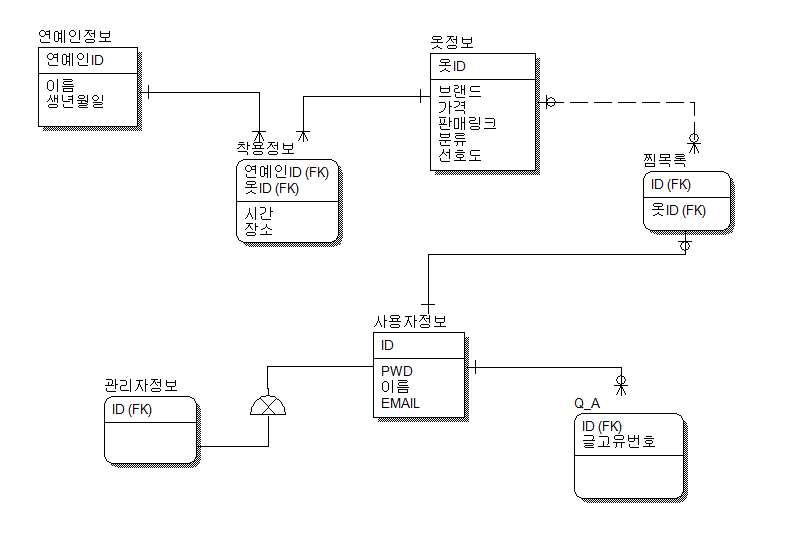 연예인정보
연예인ID
이름
생년월일
옷정보
옷ID
브랜드
가격
판매링크
분류
선호도
착용정보
연예인ID (FK)
옷ID (FK)
시간
장소
찜목록
ID (FK)
옷ID (FK)
사용자정보
ID
PWD
이름
EMAIL
관리자정보
ID (FK)
Q_A
ID (FK)
글고유번호